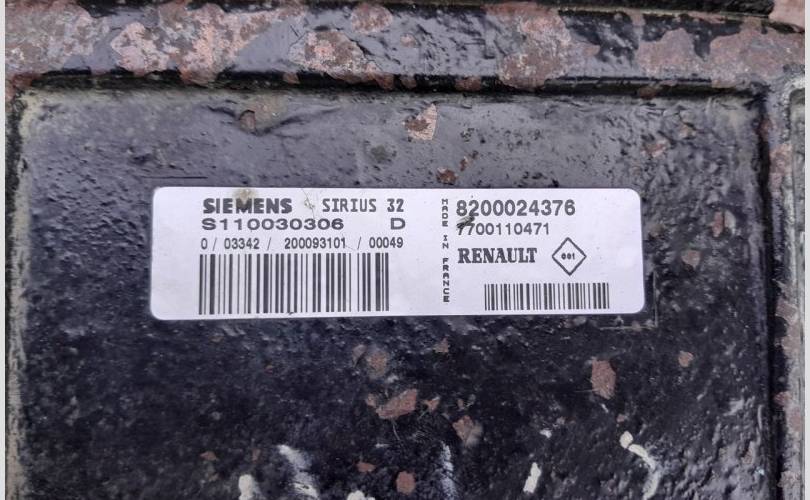 SIEMENS SIRIUS 32
S110030306 D
0 / 03342 / 200093101 / 00049
MADE IN FRANCE
8200024376
7700110471
RENAULT 001